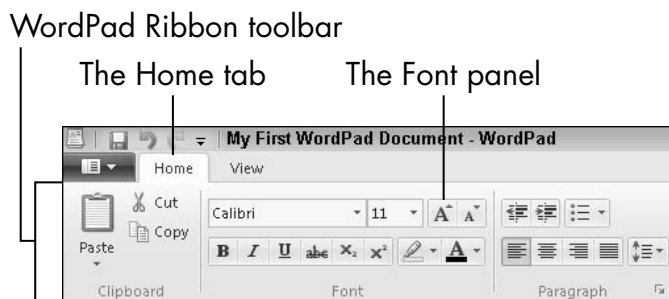 WordPad Ribbon toolbar
The Home tab The Font panel
My First WordPad Document - WordPad
Home View
Cut
Calibri 11 A A
Copy
Paste
B I U abc X₂ x² A
Clipboard Font Paragraph